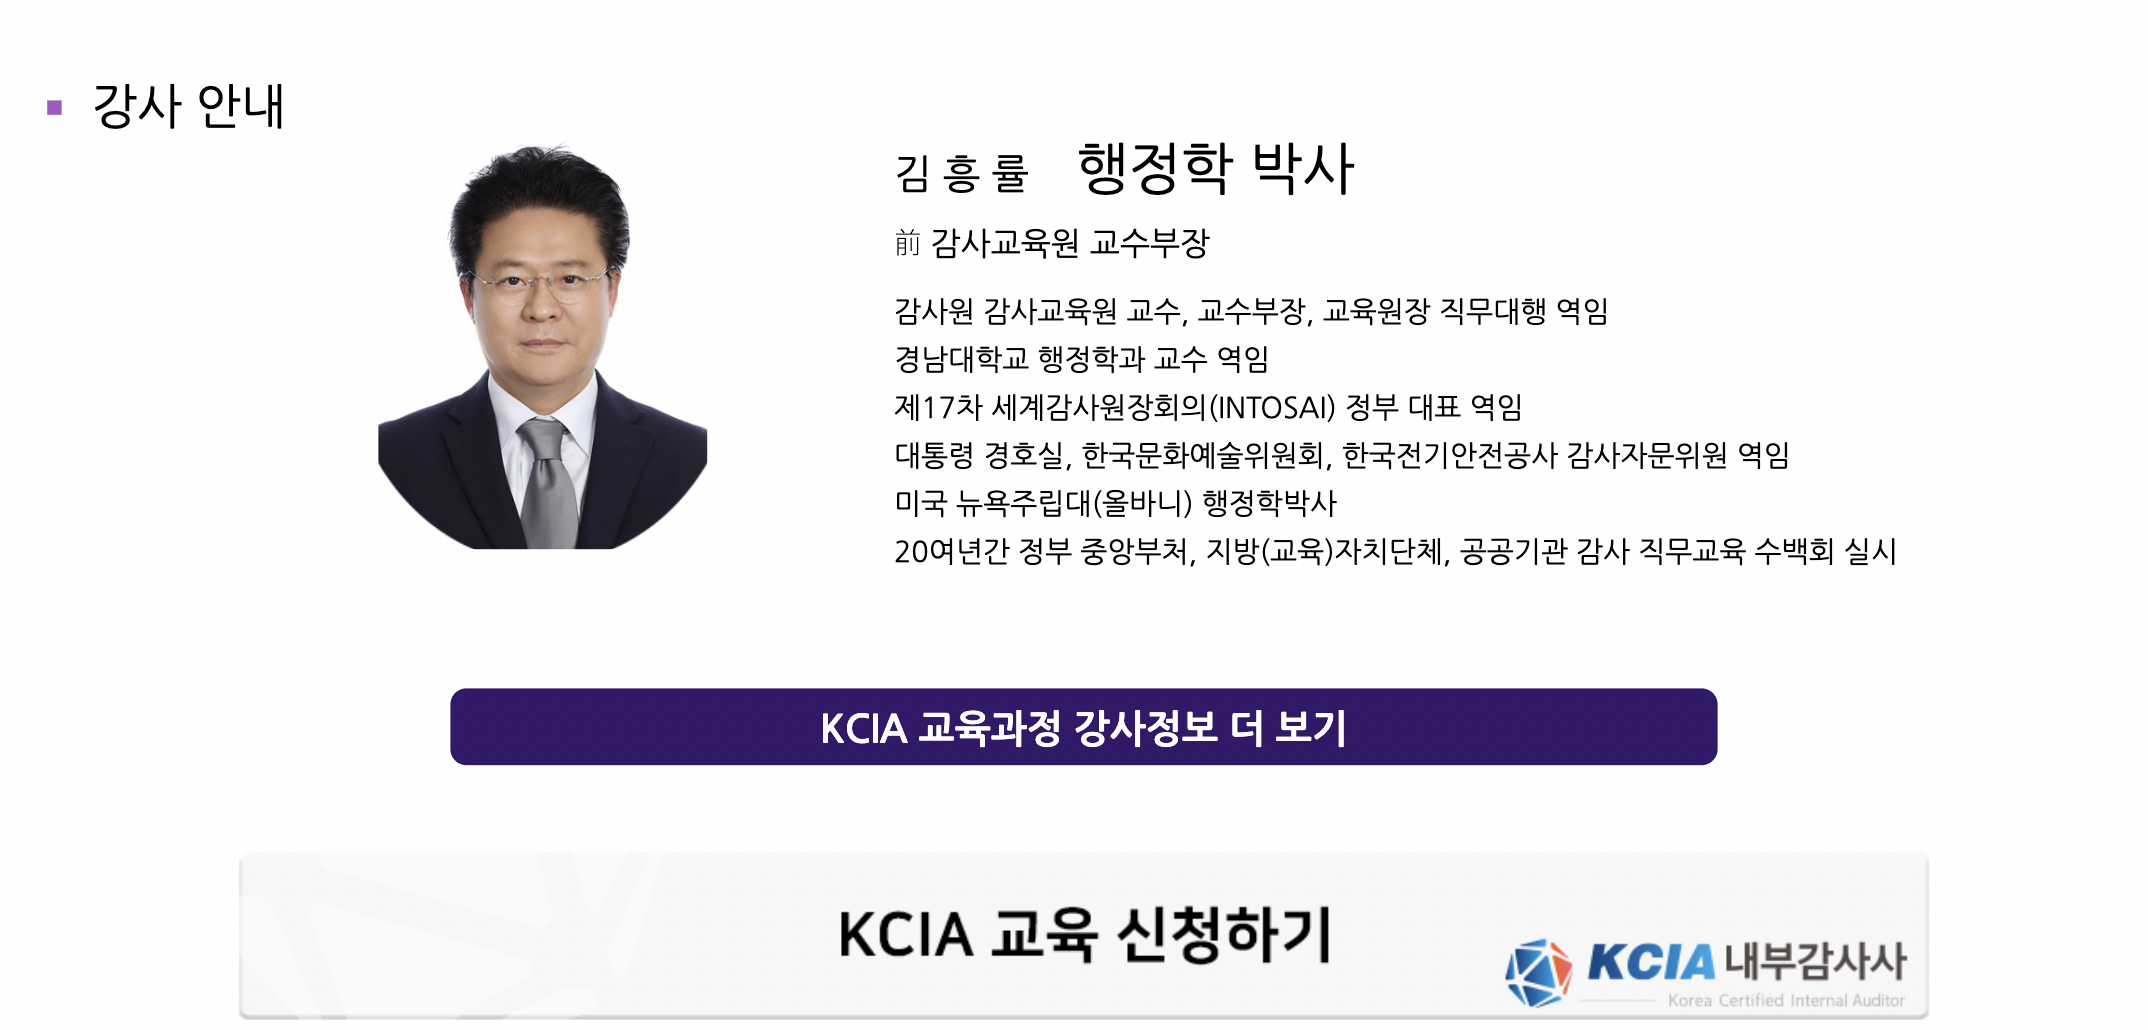 강사 안내
김 흥 률 행정학 박사
前 감사교육원 교수부장
감사원 감사교육원 교수, 교수부장, 교육원장 직무대행 역임
경남대학교 행정학과 교수 역임
제17차 세계감사원장회의(INTOSAI) 정부 대표 역임
대통령 경호실, 한국문화예술위원회, 한국전기안전공사 감사자문위원 역임
미국 뉴욕주립대(올바니) 행정학박사
20여년간 정부 중앙부처, 지방(교육)자치단체, 공공기관 감사 직무교육 수백회 실시
KCIA 교육과정 강사정보 더 보기
KCIA 교육 신청하기
KCIA 내부감사사
Korea Certified Internal Auditor